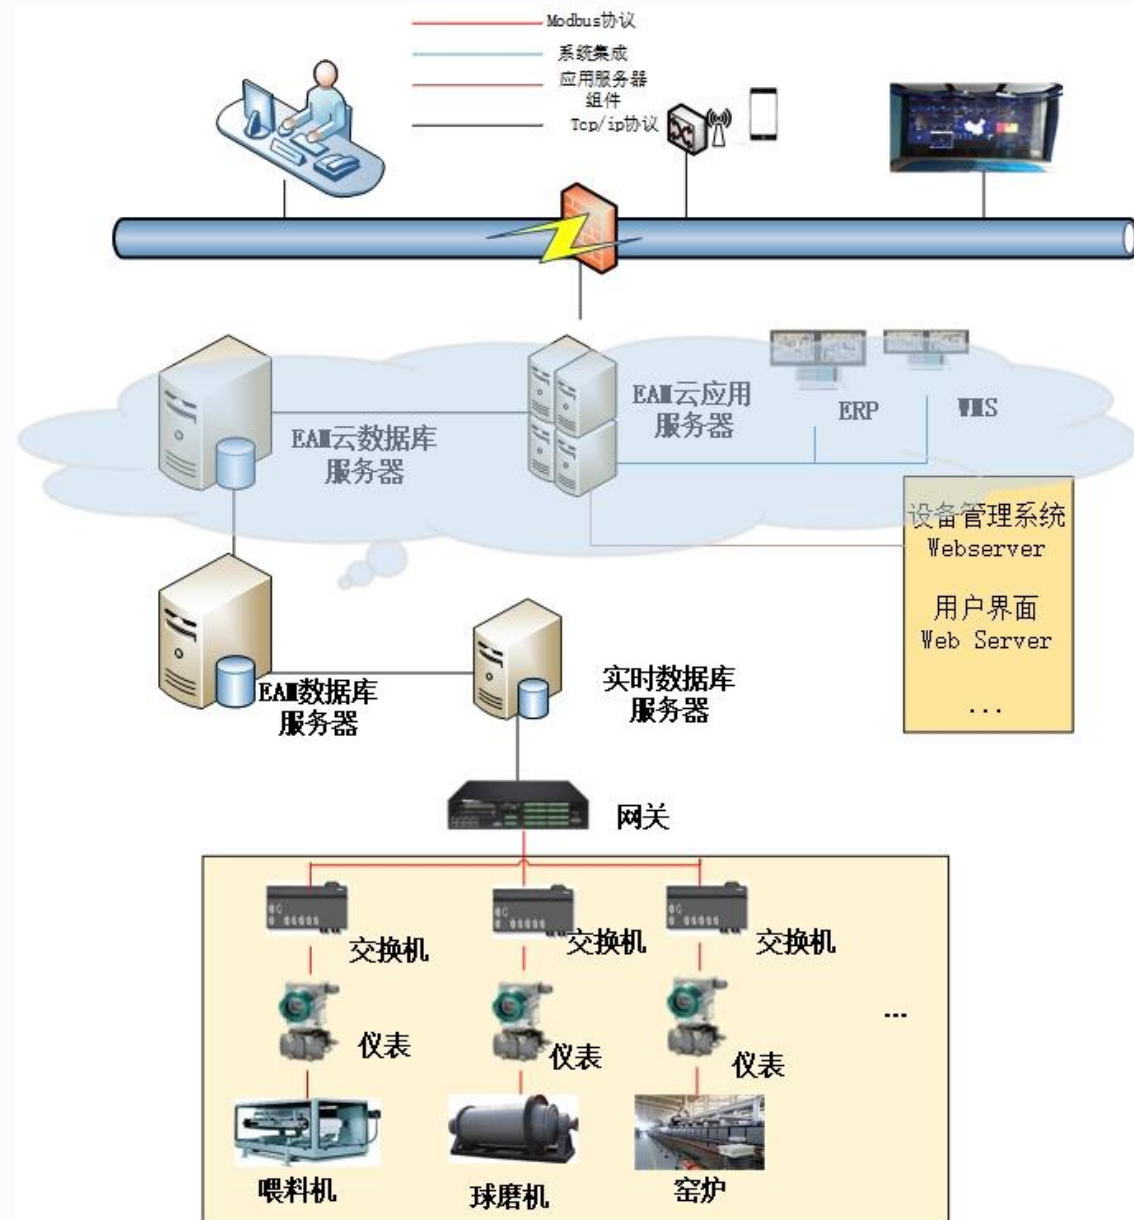 Modbus协议
系统集成
应用服务器
组件
Tcp/ip协议
EAM云数据库
服务器
EAM云应用
服务器
ERP
WMS
设备管理系统
Webserver
用户界面
Web Server
...
EAM数据库
服务器
实时数据库
服务器
网关
交换机
交换机
交换机
仪表
仪表
仪表
...
喂料机
球磨机
窑炉